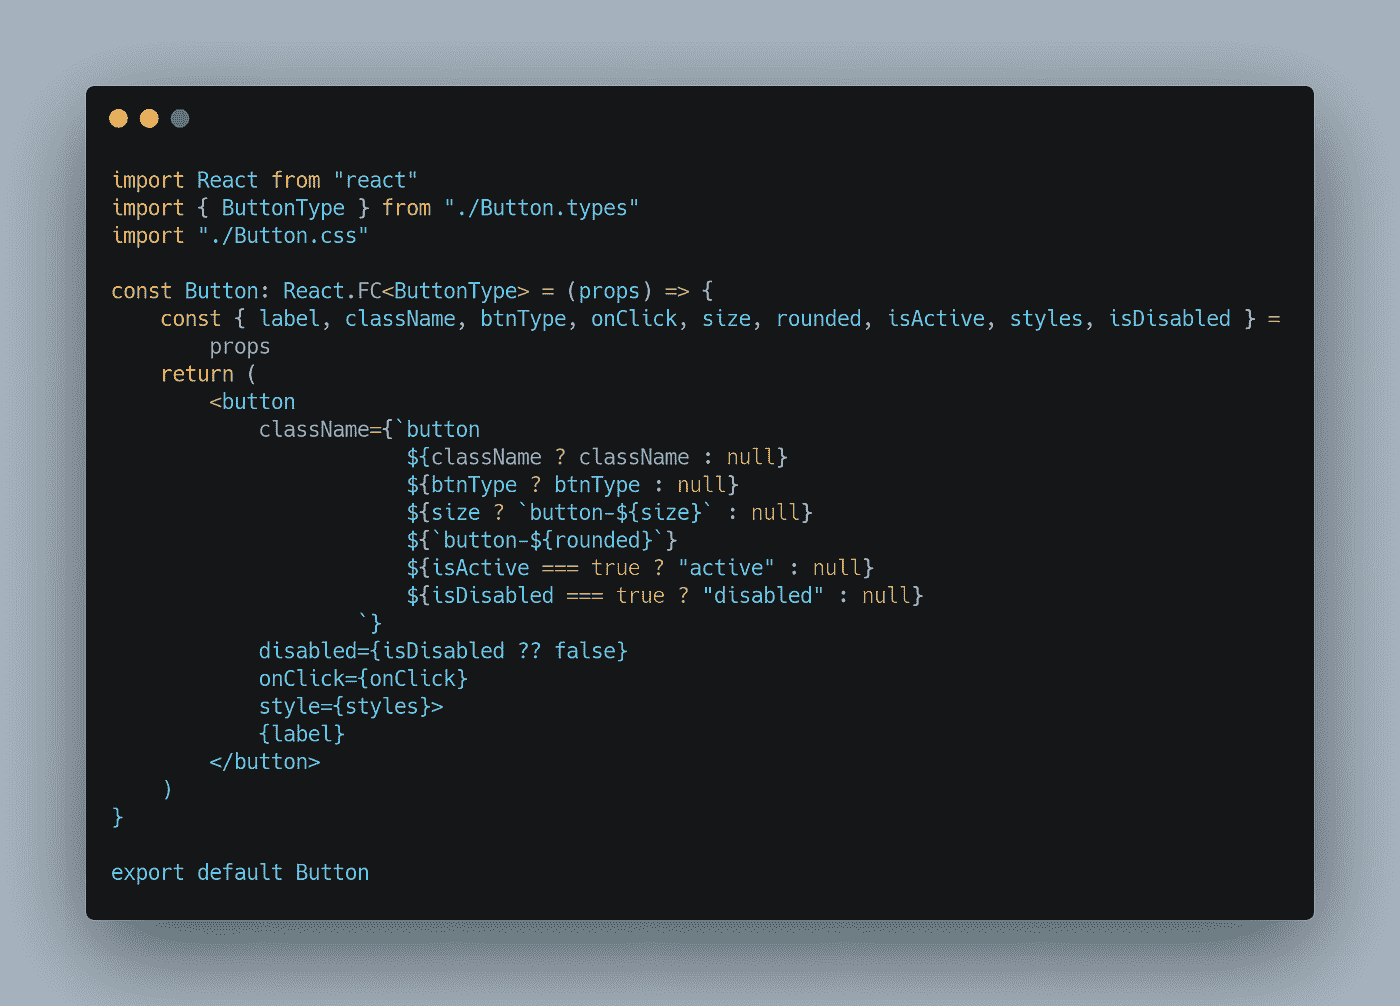 import React from "react"
import { ButtonType } from "./Button.types"
import "./Button.css"

const Button: React.FC<ButtonType> = (props) => {
    const { label, className, btnType, onClick, size, rounded, isActive, styles, isDisabled } =
        props
    return (
        <button
            className={`button
                        ${className ? className : null}
                        ${btnType ? btnType : null}
                        ${size ? `button-${size}` : null}
                        ${`button-${rounded}`}
                        ${isActive === true ? "active" : null}
                        ${isDisabled === true ? "disabled" : null}
                    `}
            disabled={isDisabled ?? false}
            onClick={onClick}
            style={styles}>
            {label}
        </button>
    )
}

export default Button